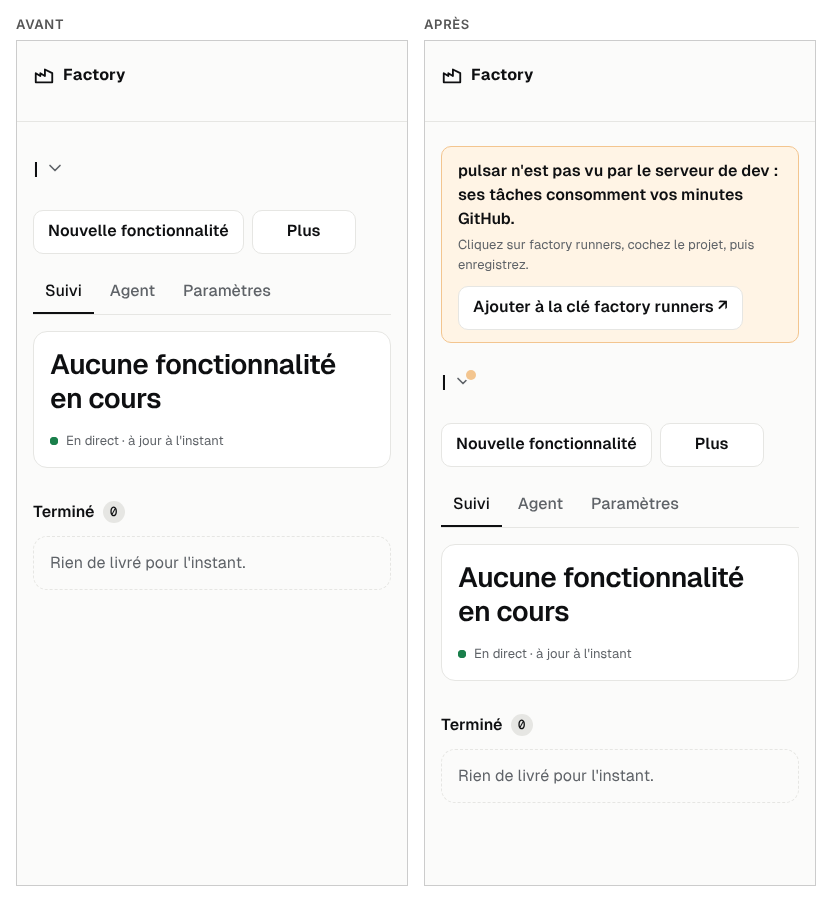 AVANT
Factory
Nouvelle fonctionnalité
Plus
Suivi
Agent
Paramètres
Aucune fonctionnalité
en cours
En direct · à jour à l'instant
Terminé 0
Rien de livré pour l'instant.
APRÈS
Factory
pulsar n'est pas vu par le serveur de dev :
ses tâches consomment vos minutes
GitHub.
Cliquez sur factory runners, cochez le projet, puis
enregistrez.
Ajouter à la clé factory runners ↗
Nouvelle fonctionnalité
Plus
Suivi
Agent
Paramètres
Aucune fonctionnalité
en cours
En direct · à jour à l'instant
Terminé 0
Rien de livré pour l'instant.